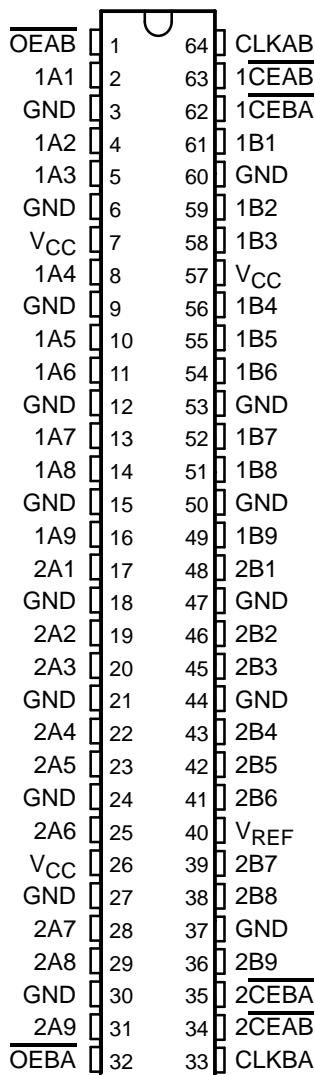 OEAB 1 64 CLKAB
1A1 2 63 1CEAB
GND 3 62 1CEBA
1A2 4 61 1B1
1A3 5 60 GND
GND 6 59 1B2
VCC 7 58 1B3
1A4 8 57 VCC
GND 9 56 1B4
1A5 10 55 1B5
1A6 11 54 1B6
GND 12 53 GND
1A7 13 52 1B7
1A8 14 51 1B8
GND 15 50 GND
1A9 16 49 1B9
2A1 17 48 2B1
GND 18 47 GND
2A2 19 46 2B2
2A3 20 45 2B3
GND 21 44 GND
2A4 22 43 2B4
2A5 23 42 2B5
GND 24 41 2B6
2A6 25 40 VREF
VCC 26 39 2B7
GND 27 38 2B8
2A7 28 37 GND
2A8 29 36 2B9
GND 30 35 2CEBA
2A9 31 34 2CEAB
OEBA 32 33 CLKBA